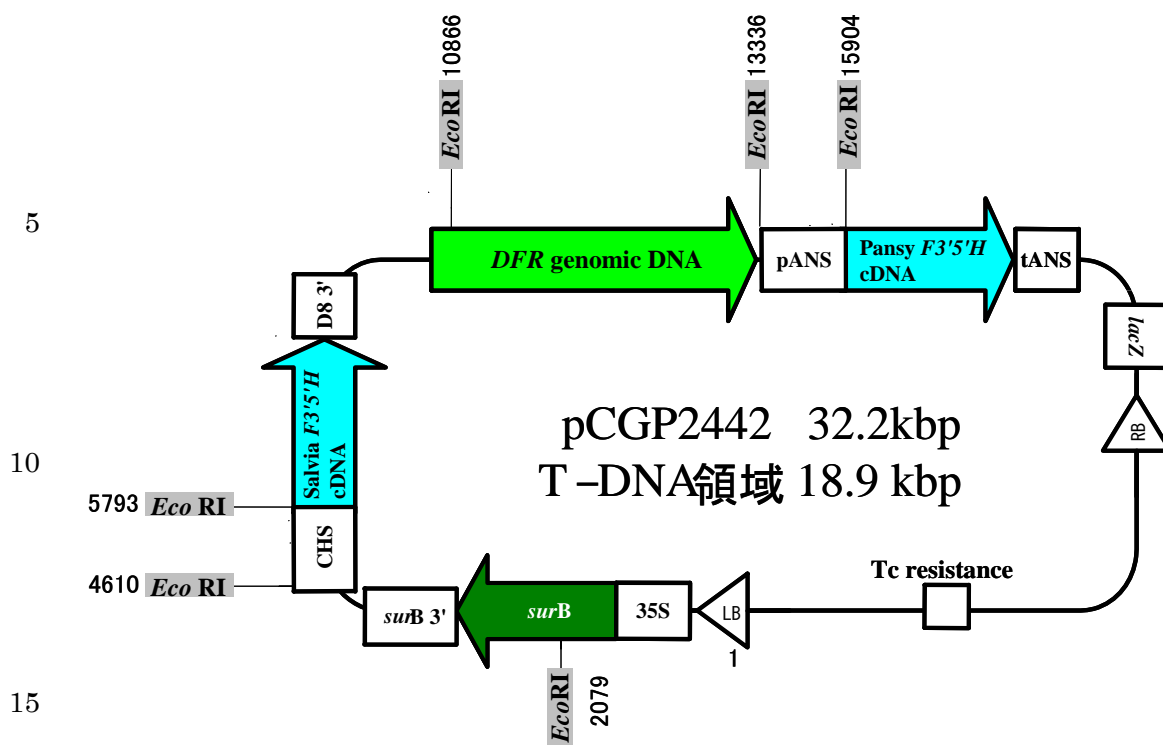 EcoRI 10866
EcoRI 13336
EcoRI 15904
5
DFR genomic DNA
pANS
Pansy F3'5'H
cDNA
tANS
D8 3'
lacZ
Salvia F3'5'H
cDNA
pCGP2442 32.2kbp
RB
10
T-DNA領域 18.9 kbp
5793 Eco RI
CHS
4610 Eco RI
Tc resistance
surB 3'
surB
35S
LB
1
EcoRI 2079
15